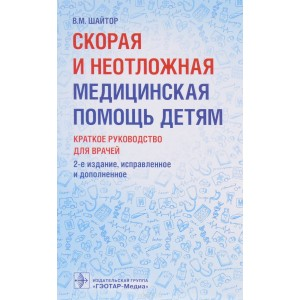 В.М. ШАЙТОР
СКОРАЯ
И НЕОТЛОЖНАЯ
МЕДИЦИНСКАЯ
ПОМОЩЬ ДЕТЯМ
КРАТКОЕ РУКОВОДСТВО
ДЛЯ ВРАЧЕЙ
2-е издание, исправленное
и дополненное
ИЗДАТЕЛЬСКАЯ ГРУППА
«ГЭОТАР-Медиа»